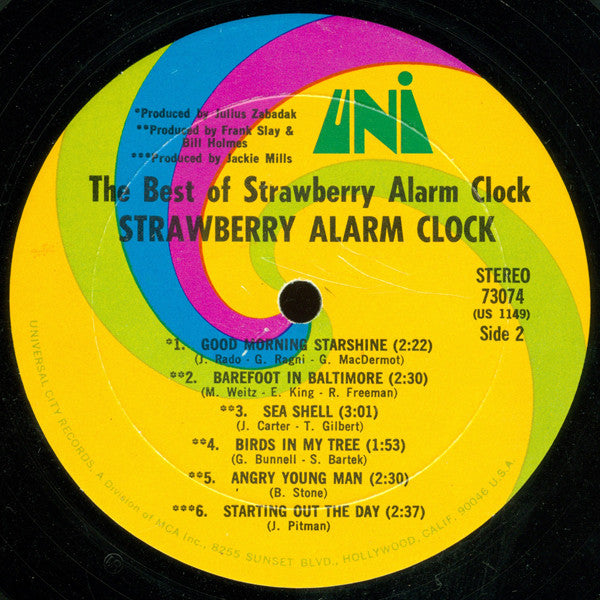 UNI
*Produced by Julius Zabadak
**Produced by Frank Slay &
Bill Holmes
***Produced by Jackie Mills
The Best of Strawberry Alarm Clock
STRAWBERRY ALARM CLOCK
STEREO
73074
(US 1149)
Side 2
*1. GOOD MORNING STARSHINE (2:22)
(J. Rado - G. Ragni - G. MacDermot)
**2. BAREFOOT IN BALTIMORE (2:30)
(M. Weitz - E. King - R. Freeman)
**3. SEA SHELL (3:01)
(J. Carter - T. Gilbert)
**4. BIRDS IN MY TREE (1:53)
(G. Bunnell - S. Bartek)
**5. ANGRY YOUNG MAN (2:30)
(B. Stone)
***6. STARTING OUT THE DAY (2:37)
(J. Pitman)
UNIVERSAL CITY RECORDS, A Division of MCA Inc., 8255 SUNSET BLVD., HOLLYWOOD, CALIF. 90046 U.S.A.